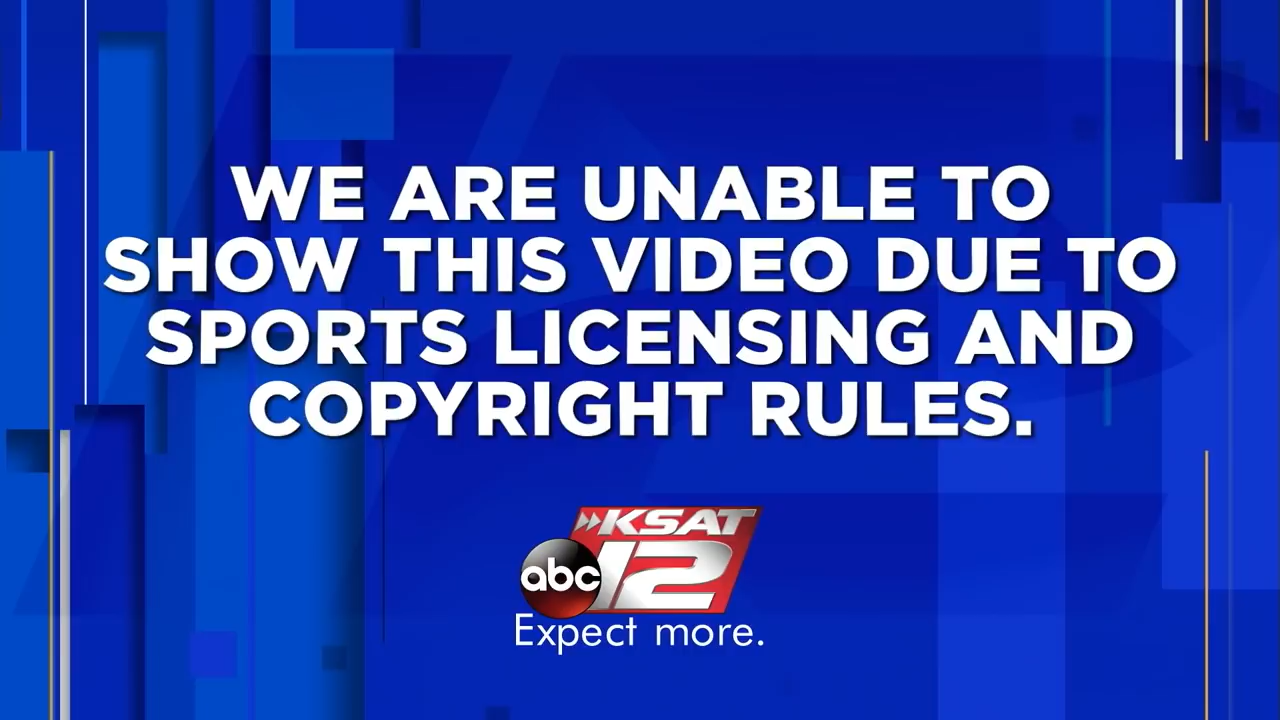 WE ARE UNABLE TO
SHOW THIS VIDEO DUE TO
SPORTS LICENSING AND
COPYRIGHT RULES.
KSAT
abc 12
Expect more.